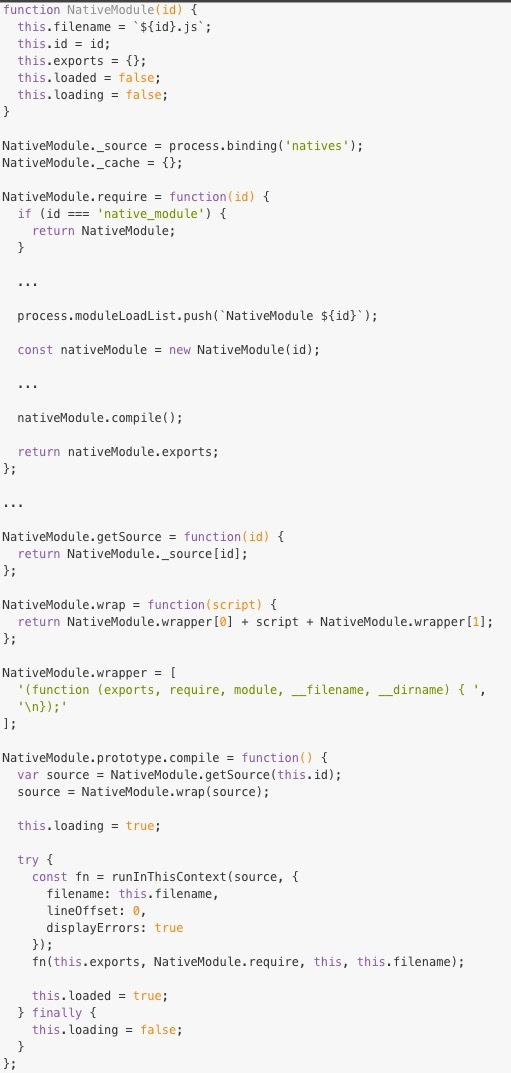 function NativeModule(id) {
  this.filename = `${id}.js`;
  this.id = id;
  this.exports = {};
  this.loaded = false;
  this.loading = false;
}

NativeModule._source = process.binding('natives');
NativeModule._cache = {};

NativeModule.require = function(id) {
  if (id === 'native_module') {
    return NativeModule;
  }

  ...

  process.moduleLoadList.push(`NativeModule ${id}`);

  const nativeModule = new NativeModule(id);

  ...

  nativeModule.compile();

  return nativeModule.exports;
};

...

NativeModule.getSource = function(id) {
  return NativeModule._source[id];
};

NativeModule.wrap = function(script) {
  return NativeModule.wrapper[0] + script + NativeModule.wrapper[1];
};

NativeModule.wrapper = [
  '(function (exports, require, module, __filename, __dirname) { ',
  '\n});'
];

NativeModule.prototype.compile = function() {
  var source = NativeModule.getSource(this.id);
  source = NativeModule.wrap(source);

  this.loading = true;

  try {
    const fn = runInThisContext(source, {
      filename: this.filename,
      lineOffset: 0,
      displayErrors: true
    });
    fn(this.exports, NativeModule.require, this, this.filename);

    this.loaded = true;
  } finally {
    this.loading = false;
  }
};